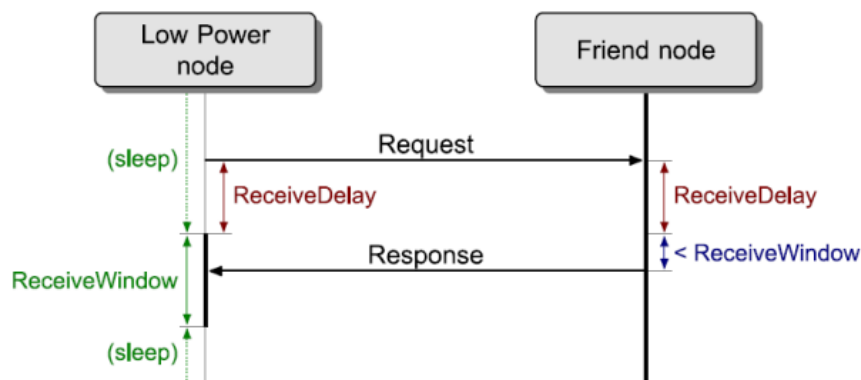 Low Power
node
Friend node
(sleep)
Request
ReceiveDelay
ReceiveDelay
Response
< ReceiveWindow
ReceiveWindow
(sleep)